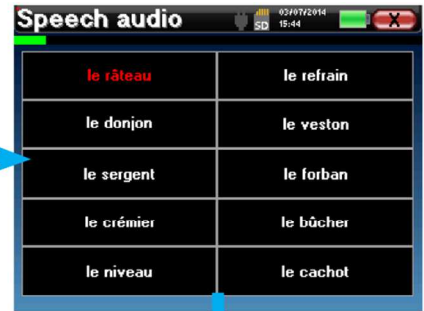 Speech audio
SD
03/07/2014
15:44
X
le râteau le refrain
le donjon le veston
le sergent le forban
le crémier le bûcher
le niveau le cachot